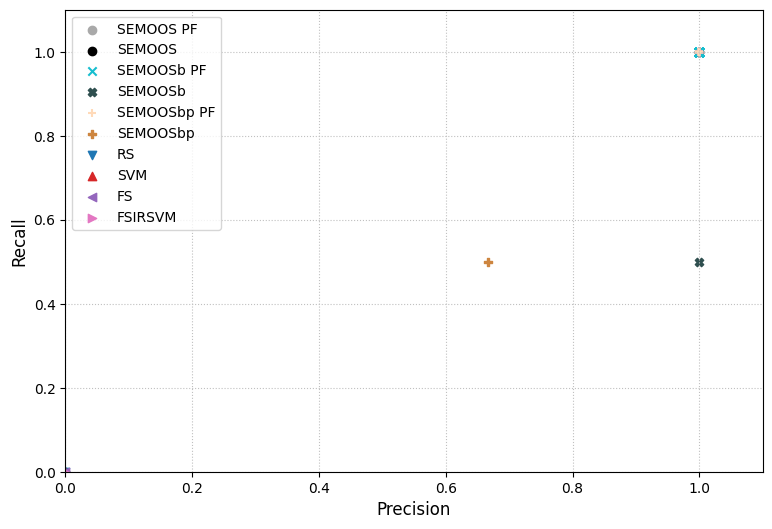 SEMOOS PF
SEMOOS
SEMOOSb PF
SEMOOSb
SEMOOSbp PF
SEMOOSbp
RS
SVM
FS
FSIRSVM
1.0
0.8
0.6
0.4
0.2
0.0
Recall
0.0 0.2 0.4 0.6 0.8 1.0
Precision